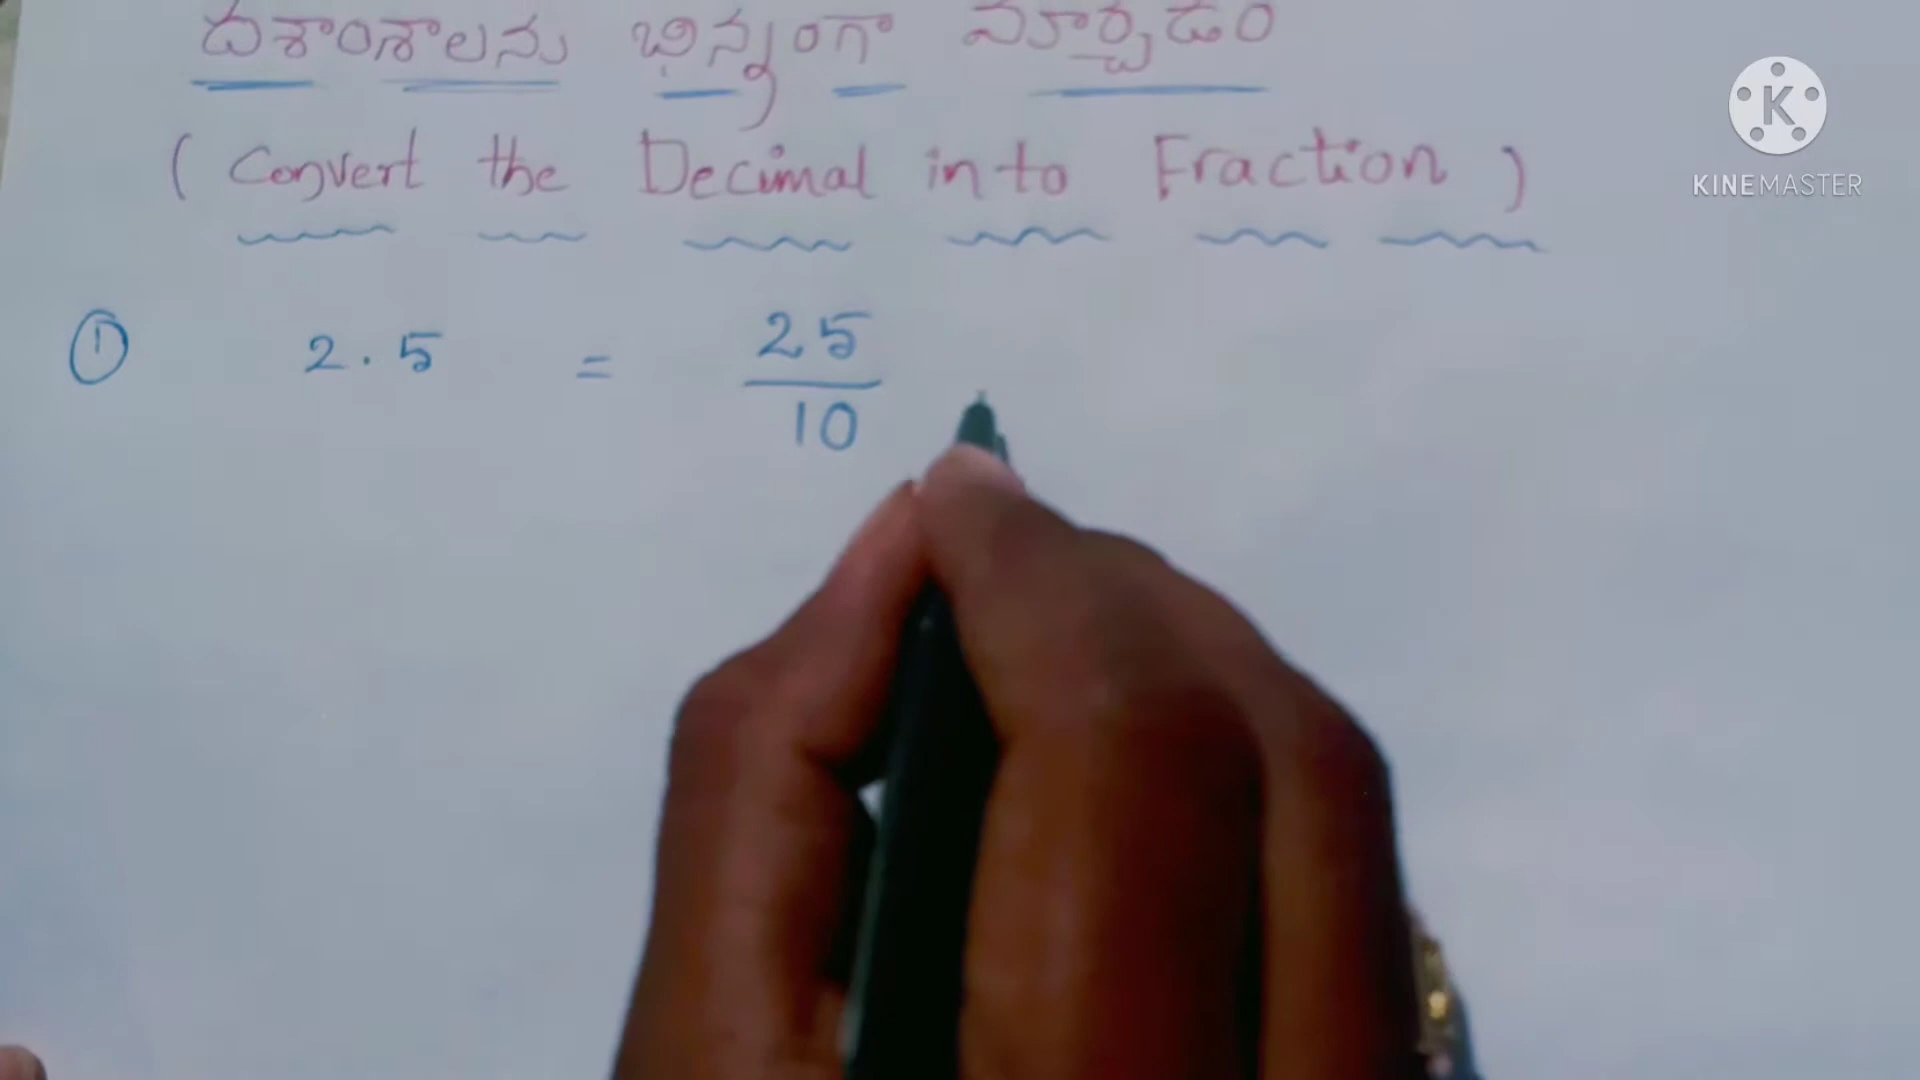 దశాంశాలను భిన్నంగా మార్చడం
( Convert the Decimal into Fraction )
① 2.5 = 25/10
K
KINEMASTER